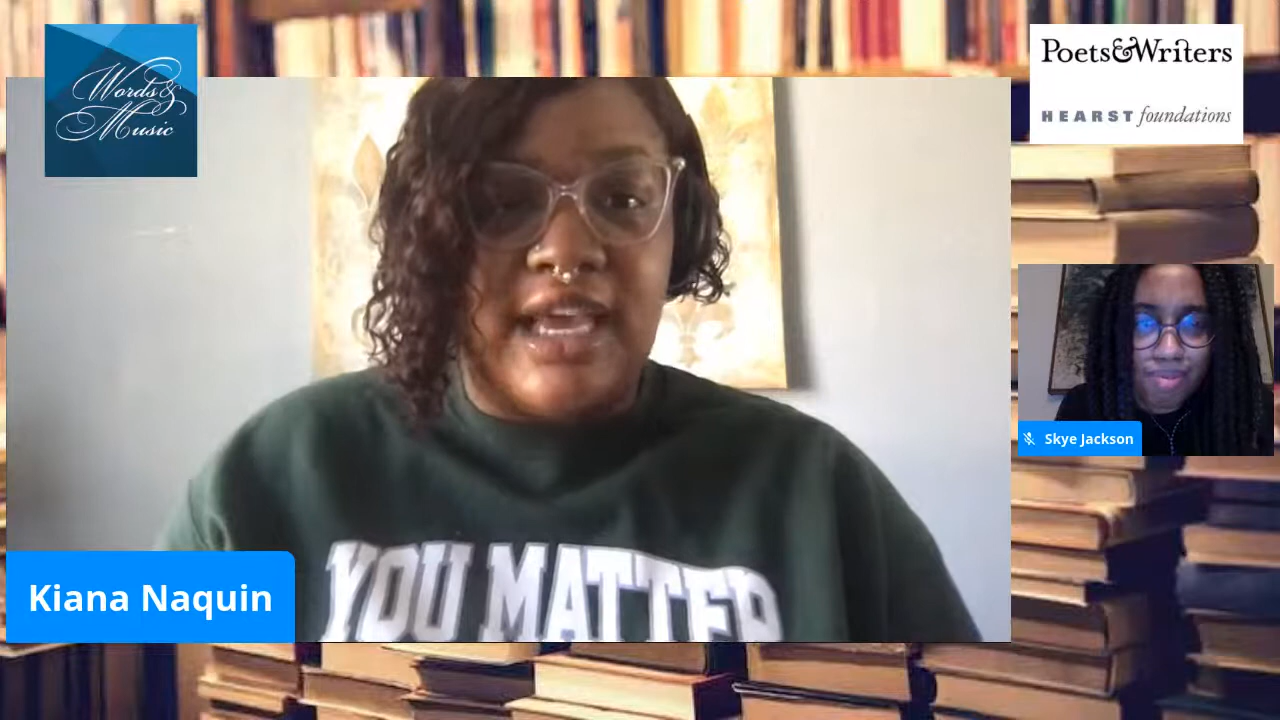 Words&
Music
Poets&Writers
HEARST foundations
Skye Jackson
YOU MATTER
Kiana Naquin